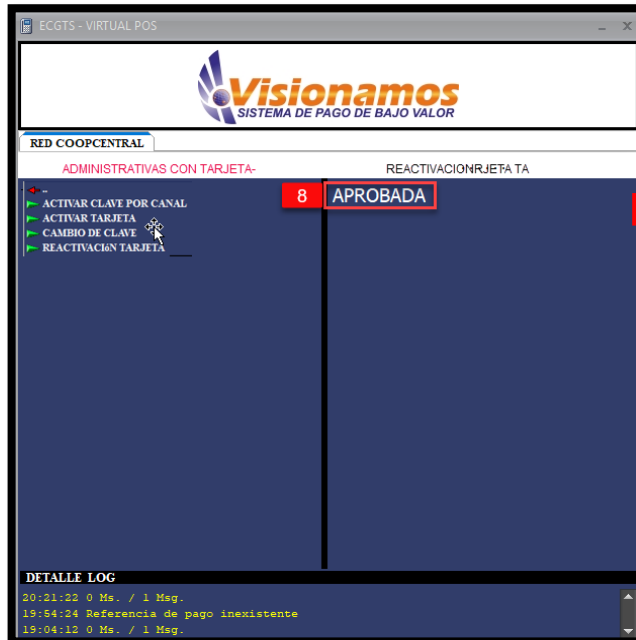 ECGTS - VIRTUAL POS
Visionamos
SISTEMA DE PAGO DE BAJO VALOR
RED COOPCENTRAL
ADMINISTRATIVAS CON TARJETA-
REACTIVACIONRJETA TA
..
ACTIVAR CLAVE POR CANAL
ACTIVAR TARJETA
CAMBIO DE CLAVE
REACTIVACIóN TARJETA
8
APROBADA
DETALLE LOG
20:21:22 0 Ms. / 1 Msg.
19:54:24 Referencia de pago inexistente
19:04:12 0 Ms. / 1 Msg.